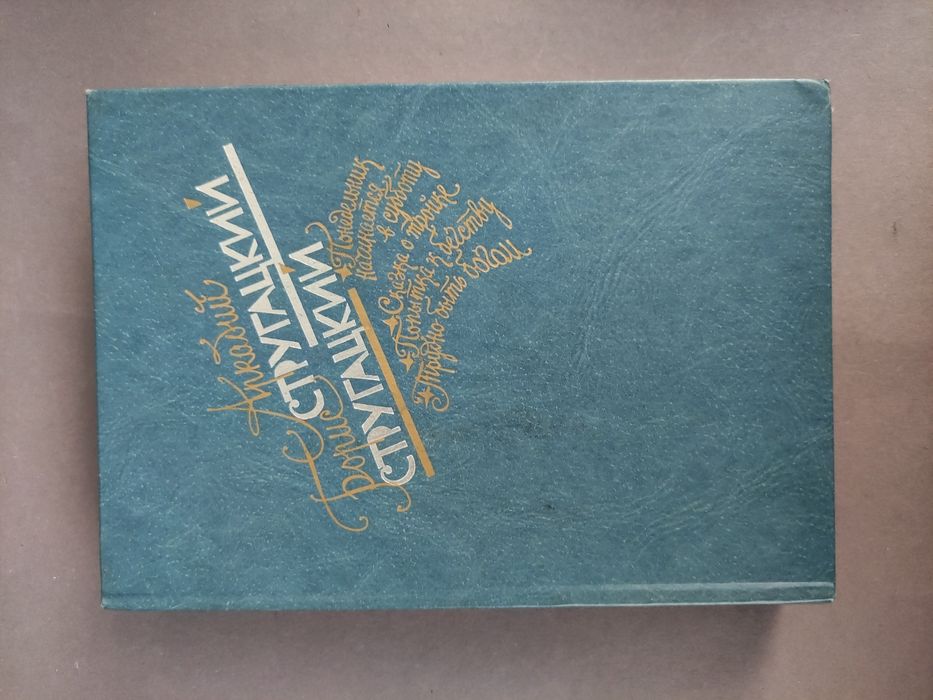 Аркадий
СТРУГАЦКИЙ
Борис
СТРУГАЦКИЙ
Понедельник
начинается
в субботу
Сказка о тройке
Попытка к бегству
Трудно быть богом